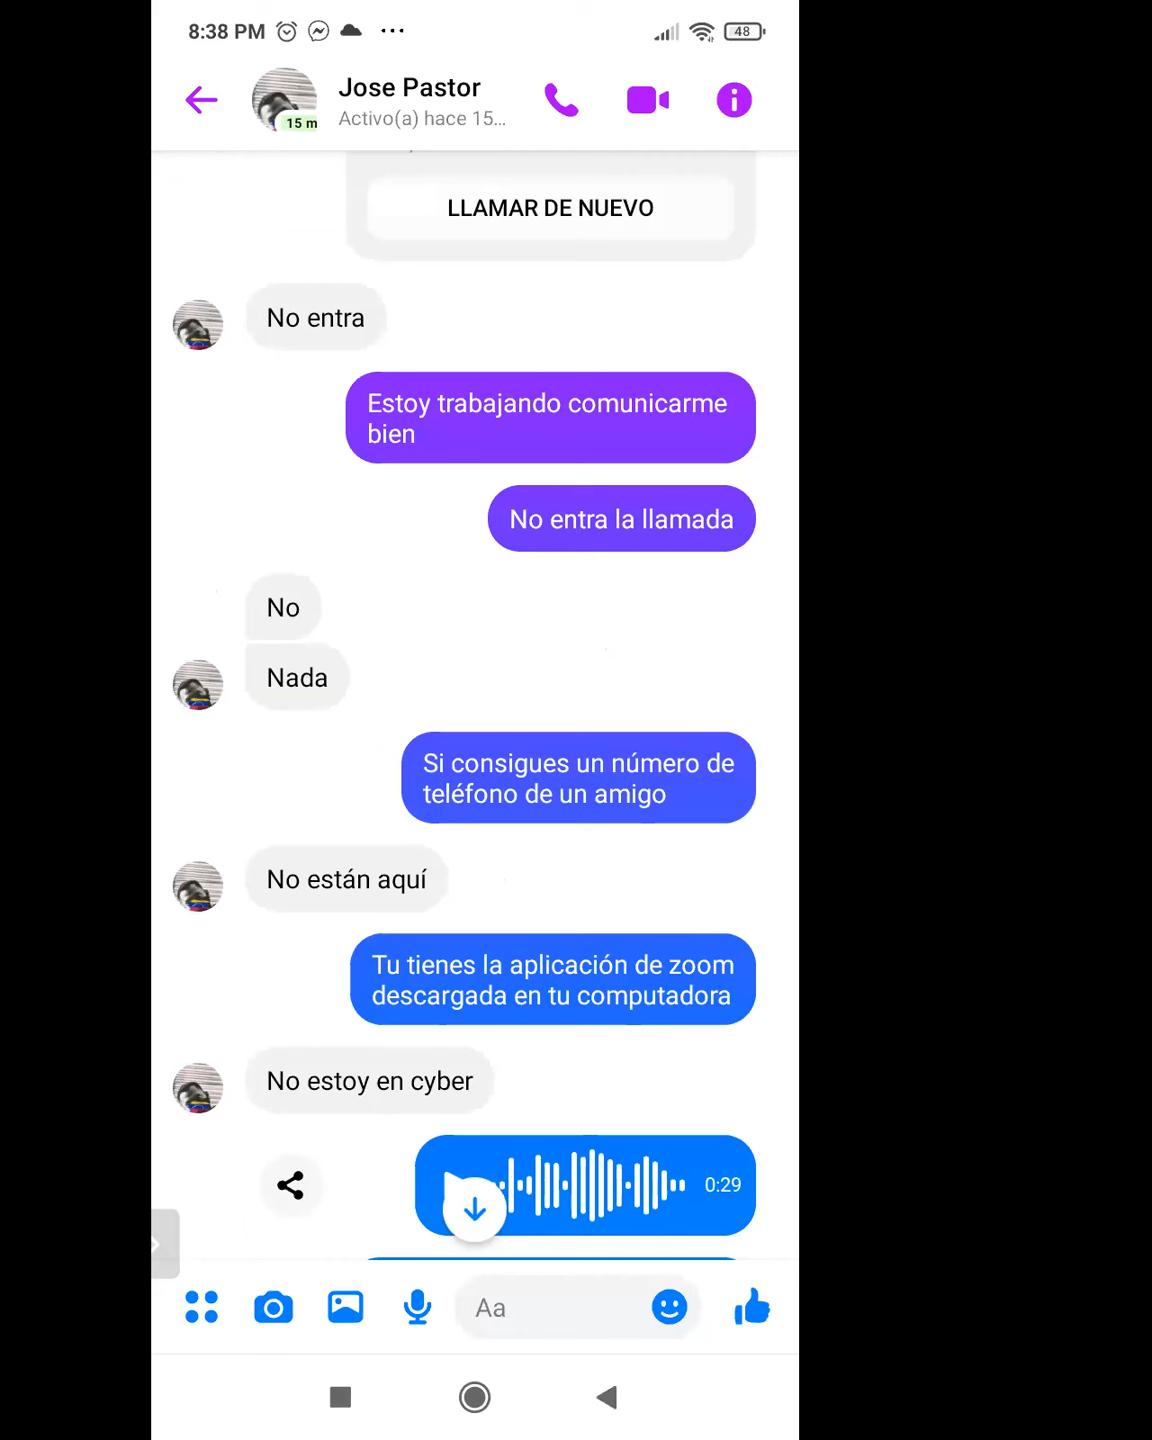 8:38 PM
48
Jose Pastor
15 m
Activo(a) hace 15...
LLAMAR DE NUEVO
No entra
Estoy trabajando comunicarme
bien
No entra la llamada
No
Nada
Si consigues un número de
teléfono de un amigo
No están aquí
Tu tienes la aplicación de zoom
descargada en tu computadora
No estoy en cyber
0:29
Aa